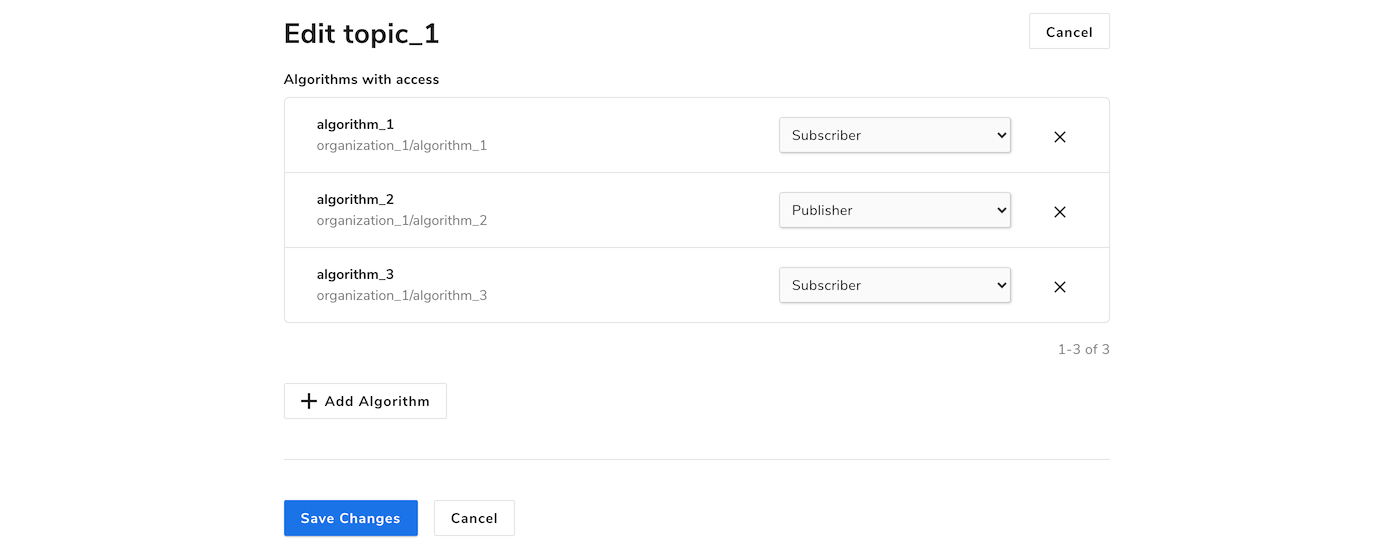 Edit topic_1
Cancel
Algorithms with access
algorithm_1
organization_1/algorithm_1
Subscriber
algorithm_2
organization_1/algorithm_2
Publisher
algorithm_3
organization_1/algorithm_3
Subscriber
1-3 of 3
Add Algorithm
Save Changes
Cancel